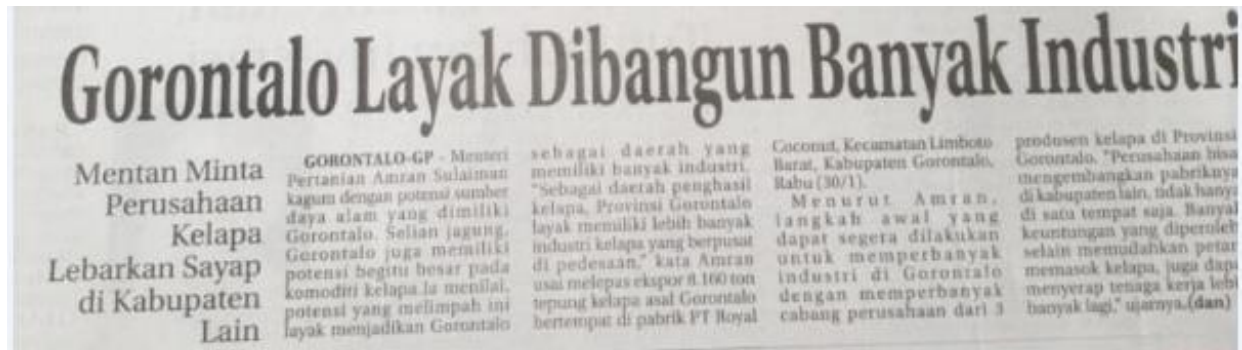 Gorontalo Layak Dibangun Banyak Industri
Mentan Minta
Perusahaan
Kelapa
Lebarkan Sayap
di Kabupaten
Lain
GORONTALO-GP - Menteri
Pertanian Amran Sulaiman
kagum dengan potensi sumber
daya alam yang dimiliki
Gorontalo. Selian jagung,
Gorontalo juga memiliki
potensi begitu besar pada
komoditi kelapa. Ia menilai,
potensi yang melimpah ini
layak menjadikan Gorontalo
sebagai daerah yang
memiliki banyak industri.
"Sebagai daerah penghasil
kelapa, Provinsi Gorontalo
layak memiliki lebih banyak
industri kelapa yang berpusat
di pedesaan," kata Amran
usai melepas ekspor 8.160 ton
tepung kelapa asal Gorontalo
bertempat di pabrik PT Royal
Coconut, Kecamatan Limboto
Barat, Kabupaten Gorontalo,
Rabu (30/1).
Menurut Amran,
langkah awal yang
dapat segera dilakukan
untuk memperbanyak
industri di Gorontalo
dengan memperbanyak
cabang perusahaan dari 3
produsen kelapa di Provinsi
Gorontalo. "Perusahaan bisa
mengembangkan pabriknya
di kabupaten lain, tidak hanya
di satu tempat saja. Banyak
keuntungan yang diperoleh
selain memudahkan petan
memasok kelapa, juga dapa
menyerap tenaga kerja lebi
banyak lagi," ujarnya.(dan)